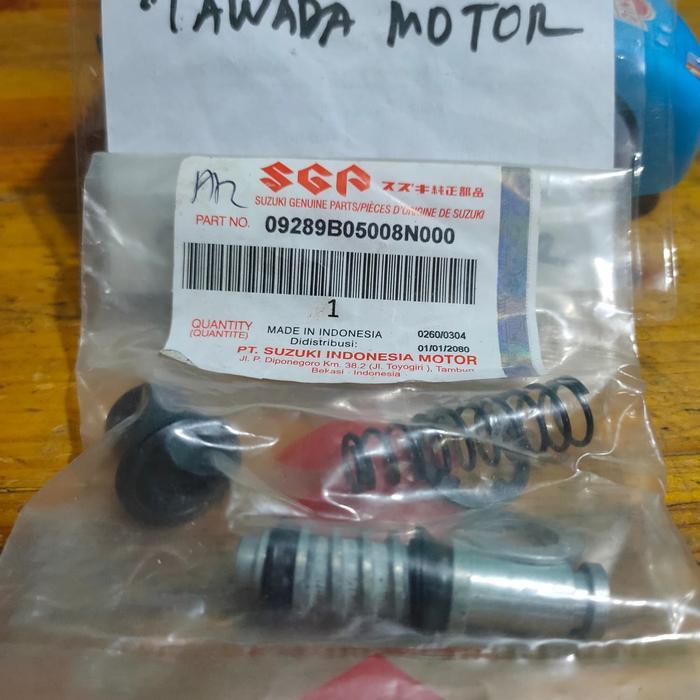 TAWADA MOTOR
SGP スズキ純正部品
SUZUKI GENUINE PARTS/PIÈCES D'ORIGINE DE SUZUKI
PART NO. 09289B05008N000
1
QUANTITY MADE IN INDONESIA 0260/0304
(QUANTITE) Didistribusi: 01/01/2080
PT. SUZUKI INDONESIA MOTOR
Jl. P. Diponegoro Km. 38.2 (Jl. Toyogiri ), Tambun
Bekasi - Indonesia